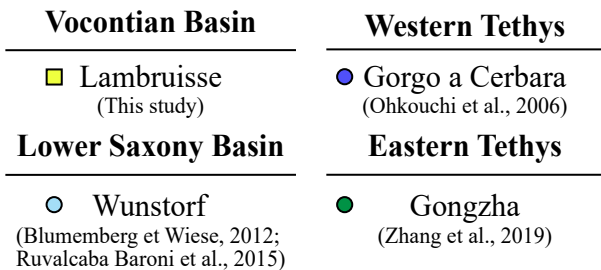 Vocontian Basin
Lambruisse
(This study)
Lower Saxony Basin
Wunstorf
(Blumemberg et Wiese, 2012;
Ruvalcaba Baroni et al., 2015)
Western Tethys
Gorgo a Cerbara
(Ohkouchi et al., 2006)
Eastern Tethys
Gongzha
(Zhang et al., 2019)